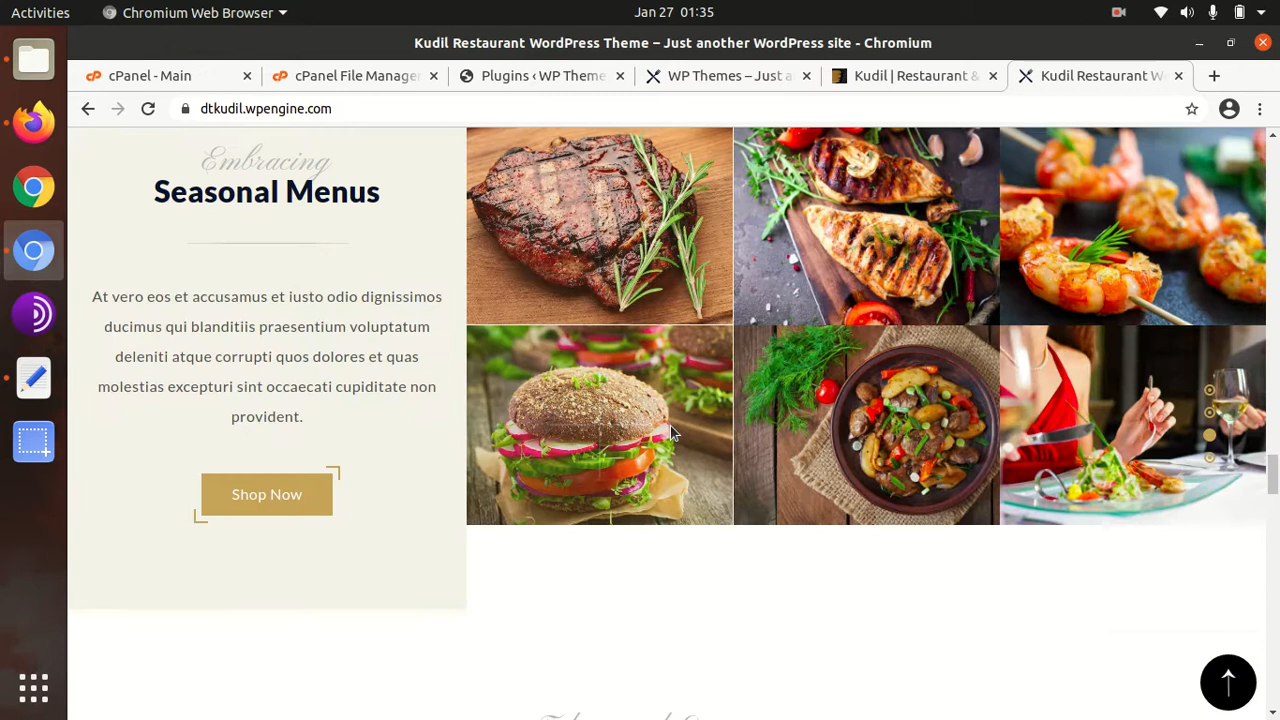 Activities
Chromium Web Browser
Jan 27 01:35
Kudil Restaurant WordPress Theme – Just another WordPress site - Chromium
cPanel - Main
cPanel File Manager
Plugins ‹ WP Theme
WP Themes – Just a
Kudil | Restaurant &
Kudil Restaurant W
dtkudil.wpengine.com
Embracing
Seasonal Menus
At vero eos et accusamus et iusto odio dignissimos
ducimus qui blanditiis praesentium voluptatum
deleniti atque corrupti quos dolores et quas
molestias excepturi sint occaecati cupiditate non
provident.
Shop Now